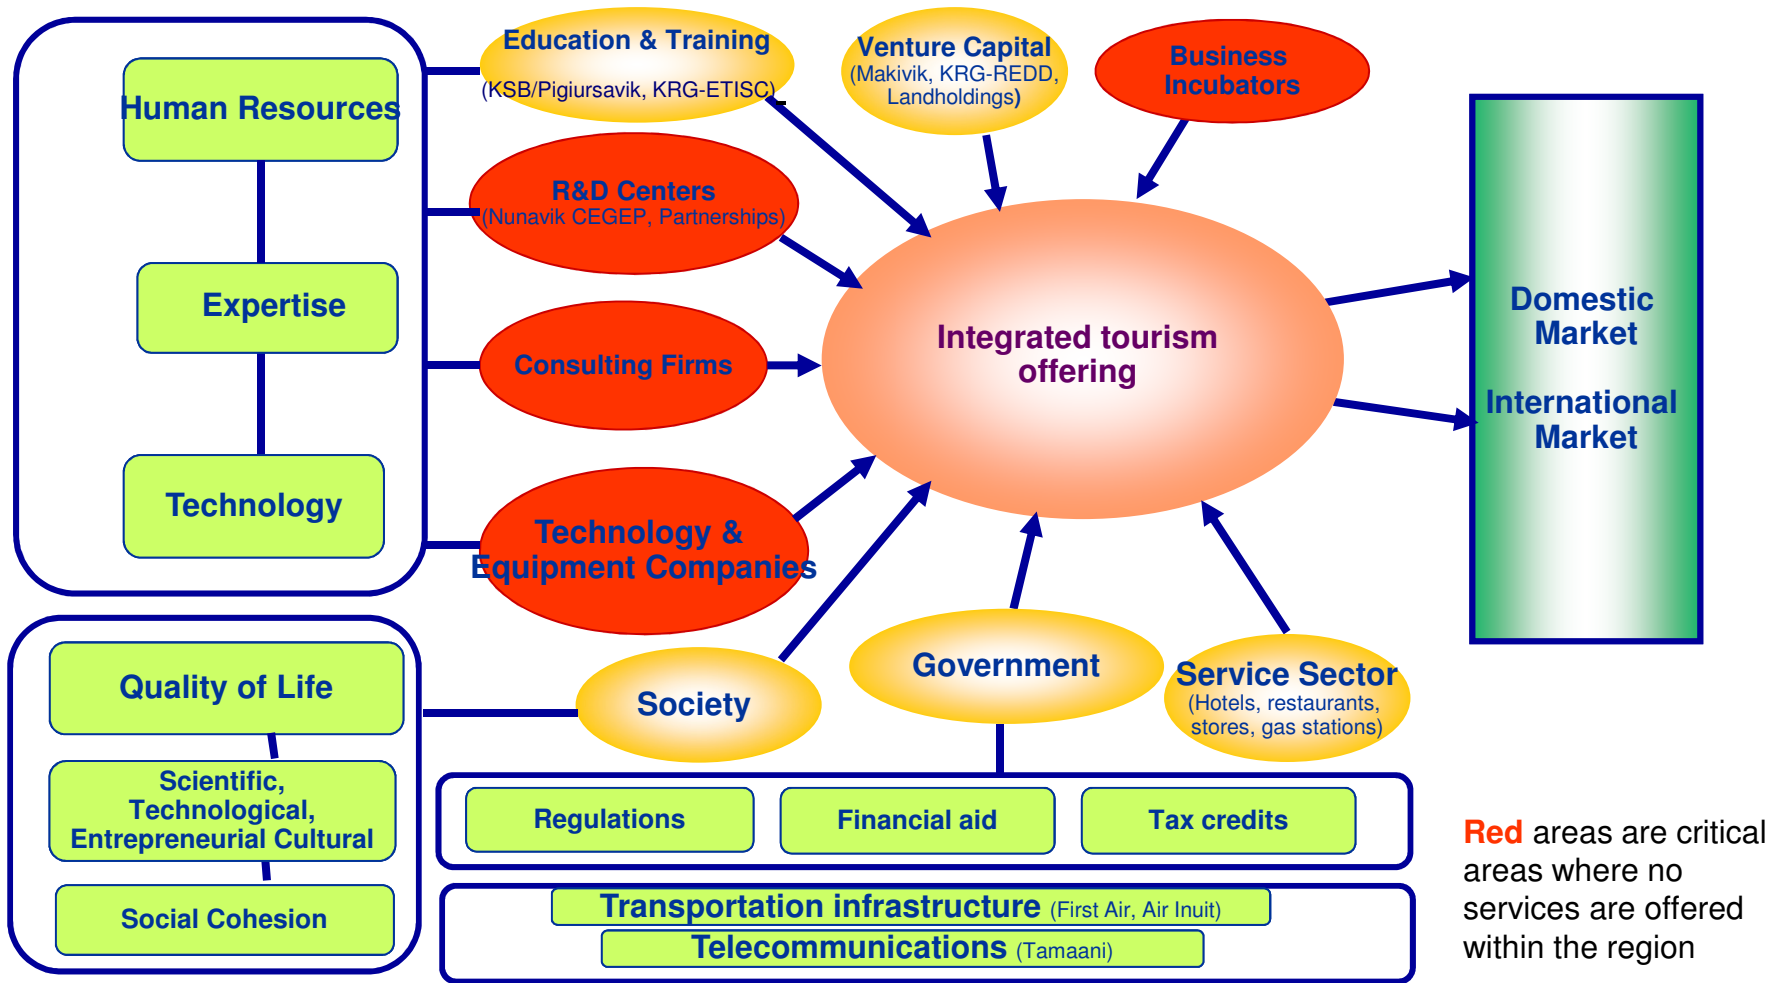 Human Resources
Expertise
Technology
Education & Training
(KSB/Pigiursavik, KRG-ETISC)
Venture Capital
(Makivik, KRG-REDD,
Landholdings)
Business
Incubators
R&D Centers
(Nunavik CEGEP, Partnerships)
Consulting Firms
Technology &
Equipment Companies
Integrated tourism
offering
Domestic
Market
International
Market
Quality of Life
Scientific,
Technological,
Entrepreneurial Cultural
Social Cohesion
Society
Government
Service Sector
(Hotels, restaurants,
stores, gas stations)
Regulations
Financial aid
Tax credits
Transportation infrastructure (First Air, Air Inuit)
Telecommunications (Tamaani)
Red areas are critical
areas where no
services are offered
within the region